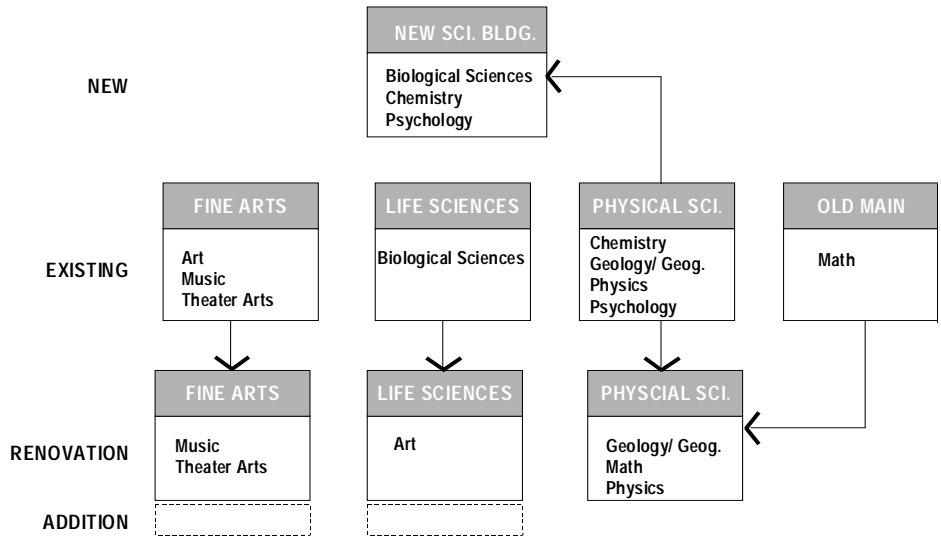 NEW SCI. BLDG.
NEW
Biological Sciences
Chemistry
Psychology
FINE ARTS
LIFE SCIENCES
PHYSICAL SCI.
OLD MAIN
EXISTING
Art
Music
Theater Arts
Biological Sciences
Chemistry
Geology/ Geog.
Physics
Psychology
Math
FINE ARTS
LIFE SCIENCES
PHYSCIAL SCI.
RENOVATION
Music
Theater Arts
Art
Geology/ Geog.
Math
Physics
ADDITION